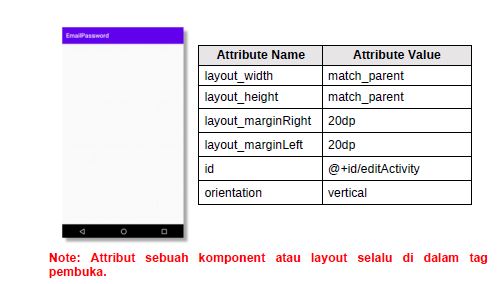 EmailPassword
Attribute Name Attribute Value
layout_width match_parent
layout_height match_parent
layout_marginRight 20dp
layout_marginLeft 20dp
id @+id/editActivity
orientation vertical
Note: Attribut sebuah komponent atau layout selalu di dalam tag
pembuka.